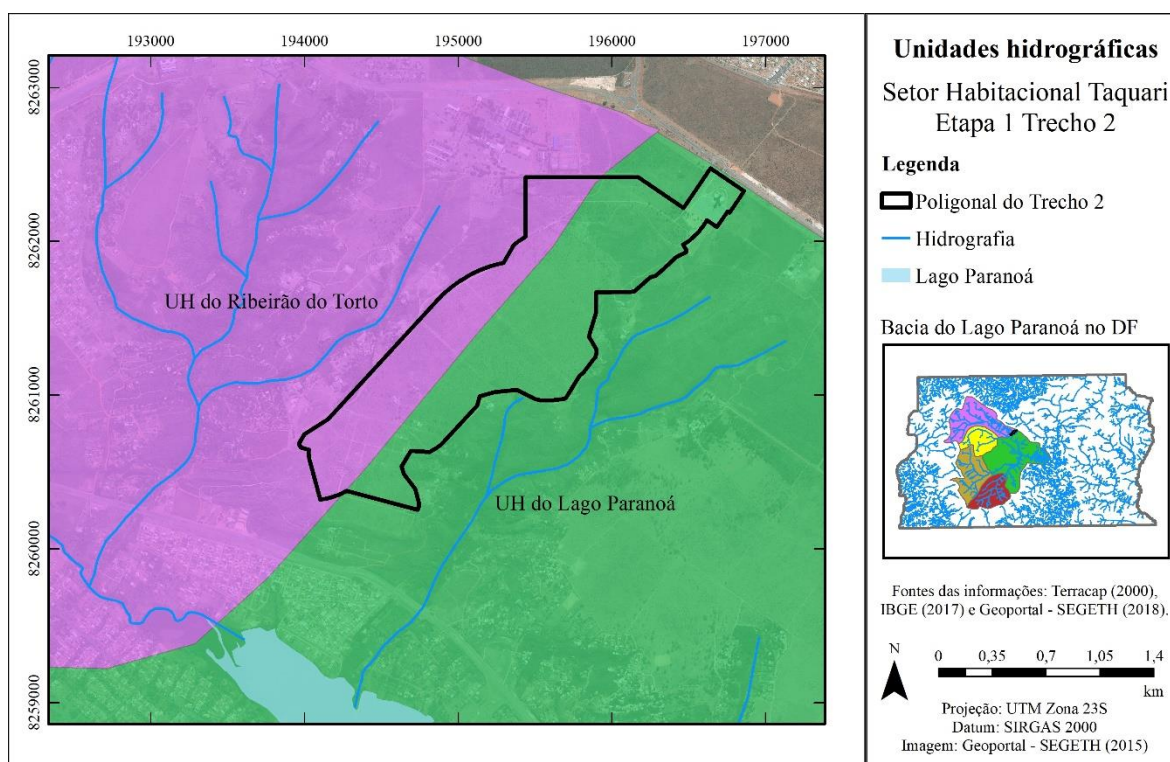 193000 194000 195000 196000 197000
8263000
8262000
8261000
8260000
8259000
UH do Ribeirão do Torto
UH do Lago Paranoá
Unidades hidrográficas
Setor Habitacional Taquari
Etapa 1 Trecho 2
Legenda
Poligonal do Trecho 2
Hidrografia
Lago Paranoá
Bacia do Lago Paranoá no DF
Fontes das informações: Terracap (2000),
IBGE (2017) e Geoportal - SEGETH (2018).
N
0 0,35 0,7 1,05 1,4
km
Projeção: UTM Zona 23S
Datum: SIRGAS 2000
Imagem: Geoportal - SEGETH (2015)